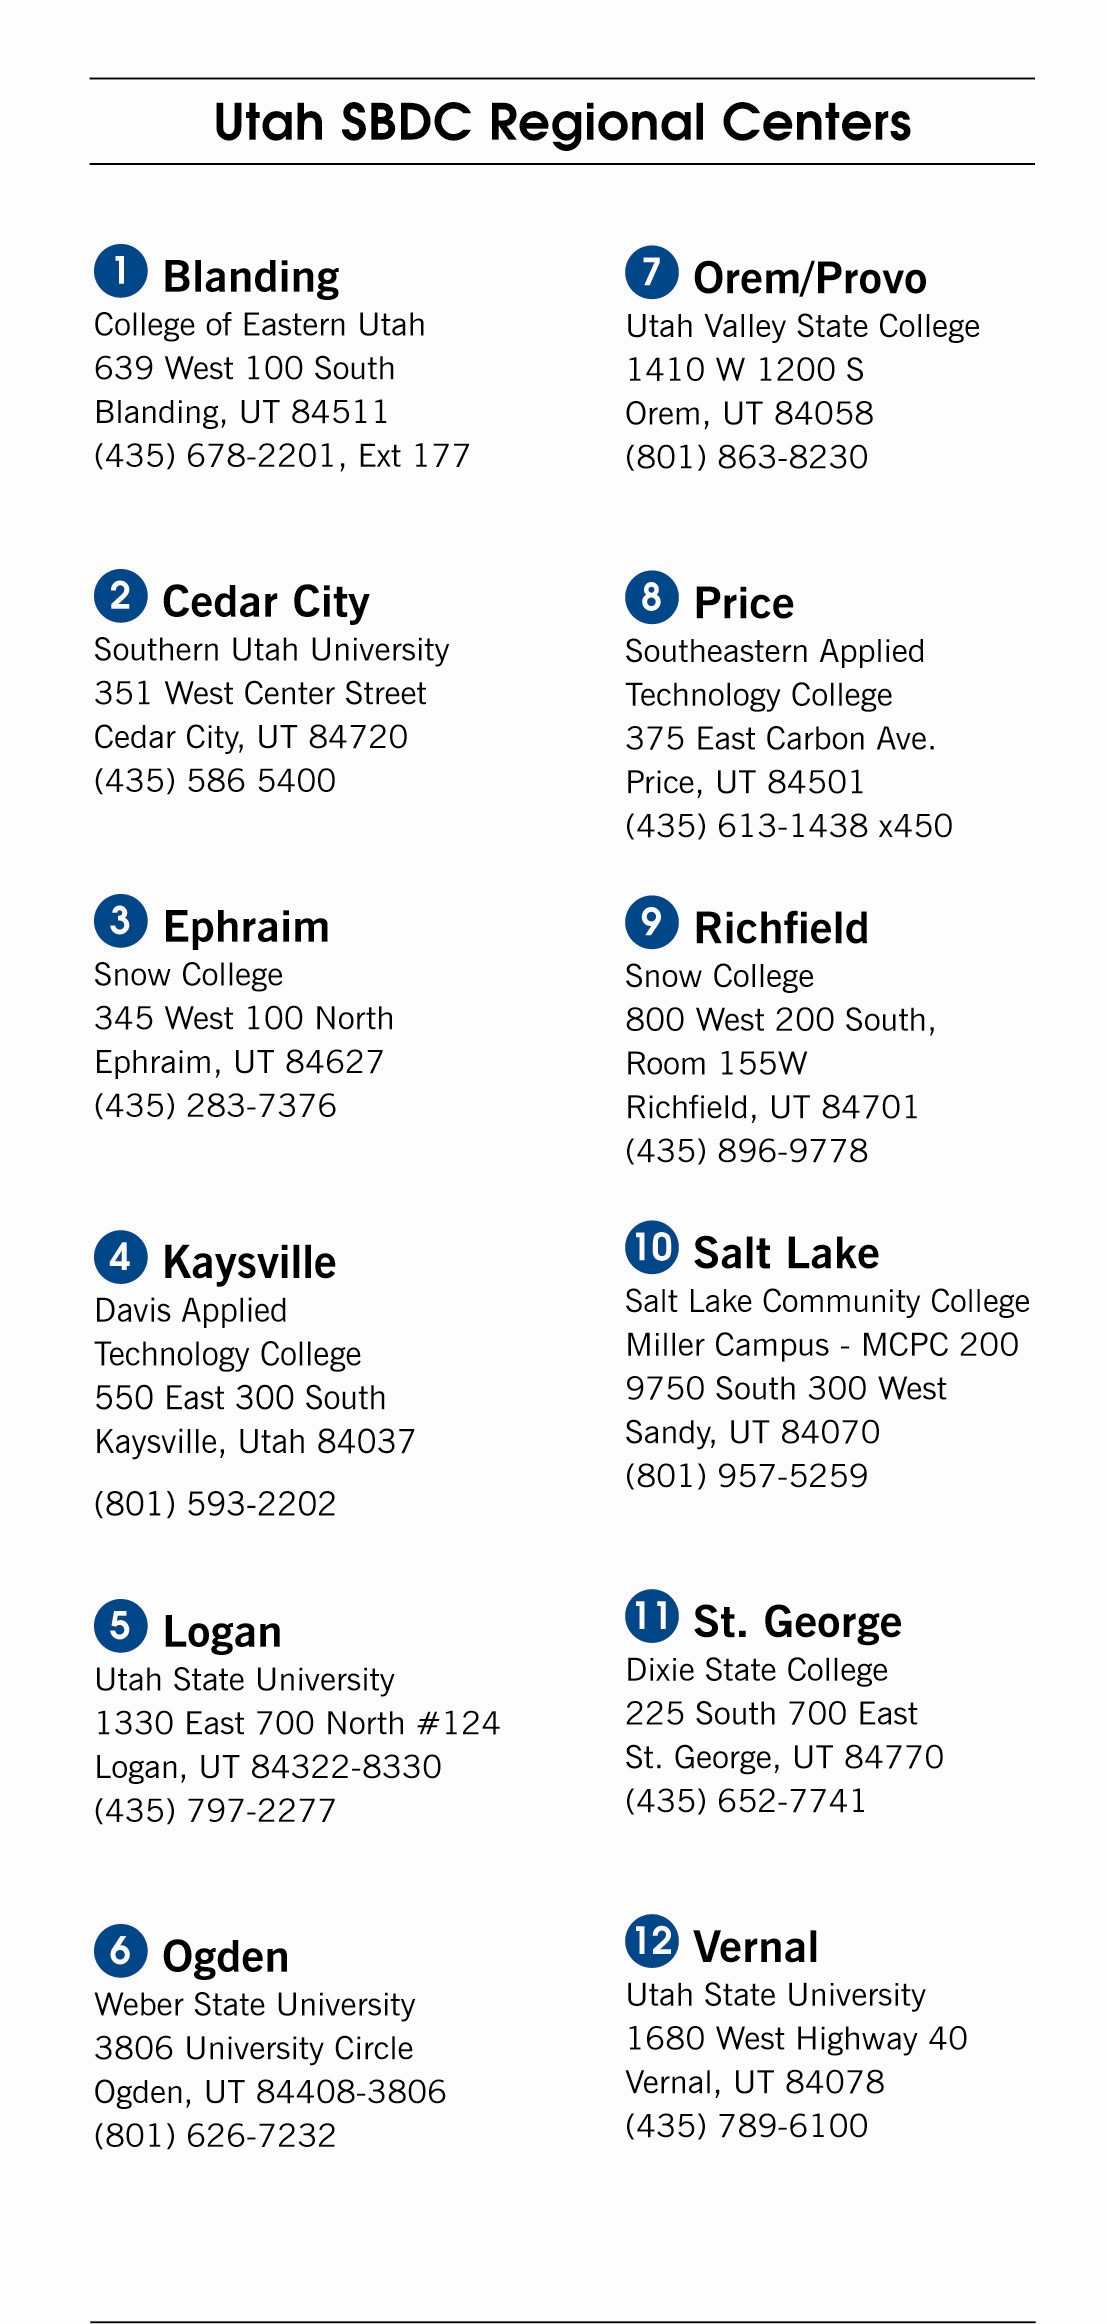 Utah SBDC Regional Centers
1 Blanding
College of Eastern Utah
639 West 100 South
Blanding, UT 84511
(435) 678-2201, Ext 177
2 Cedar City
Southern Utah University
351 West Center Street
Cedar City, UT 84720
(435) 586 5400
3 Ephraim
Snow College
345 West 100 North
Ephraim, UT 84627
(435) 283-7376
4 Kaysville
Davis Applied
Technology College
550 East 300 South
Kaysville, Utah 84037
(801) 593-2202
5 Logan
Utah State University
1330 East 700 North #124
Logan, UT 84322-8330
(435) 797-2277
6 Ogden
Weber State University
3806 University Circle
Ogden, UT 84408-3806
(801) 626-7232
7 Orem/Provo
Utah Valley State College
1410 W 1200 S
Orem, UT 84058
(801) 863-8230
8 Price
Southeastern Applied
Technology College
375 East Carbon Ave.
Price, UT 84501
(435) 613-1438 x450
9 Richfield
Snow College
800 West 200 South,
Room 155W
Richfield, UT 84701
(435) 896-9778
10 Salt Lake
Salt Lake Community College
Miller Campus - MCPC 200
9750 South 300 West
Sandy, UT 84070
(801) 957-5259
11 St. George
Dixie State College
225 South 700 East
St. George, UT 84770
(435) 652-7741
12 Vernal
Utah State University
1680 West Highway 40
Vernal, UT 84078
(435) 789-6100